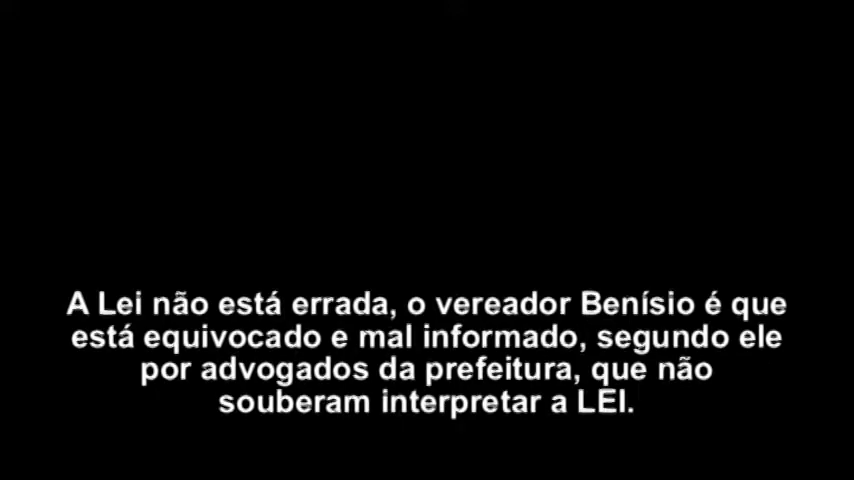 A Lei não está errada, o vereador Benísio é que
está equivocado e mal informado, segundo ele
por advogados da prefeitura, que não
souberam interpretar a LEI.